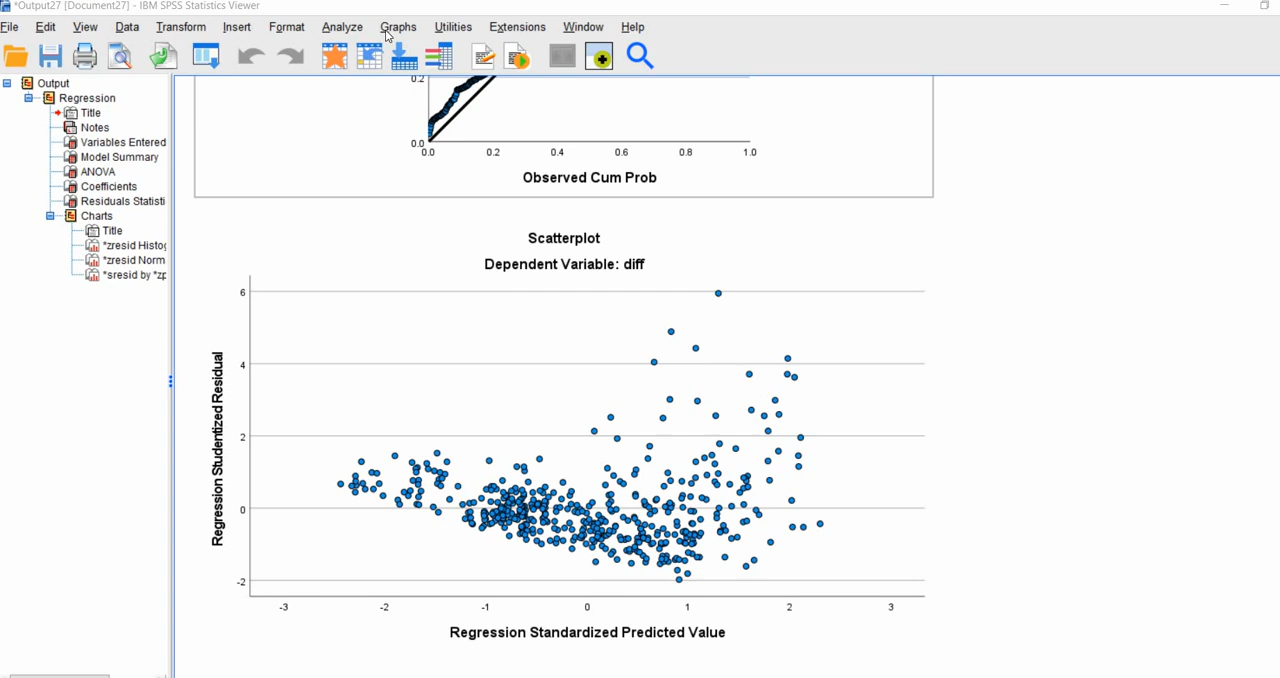 *Output27 [Document27] - IBM SPSS Statistics Viewer
File Edit View Data Transform Insert Format Analyze Graphs Utilities Extensions Window Help
Output
Regression
Title
Notes
Variables Entered
Model Summary
ANOVA
Coefficients
Residuals Statisti
Charts
Title
*zresid Histog
*zresid Norm
*sresid by *zp
0.2
0.0
0.0 0.2 0.4 0.6 0.8 1.0
Observed Cum Prob
Scatterplot
Dependent Variable: diff
Regression Studentized Residual
6
4
2
0
-2
-3 -2 -1 0 1 2 3
Regression Standardized Predicted Value